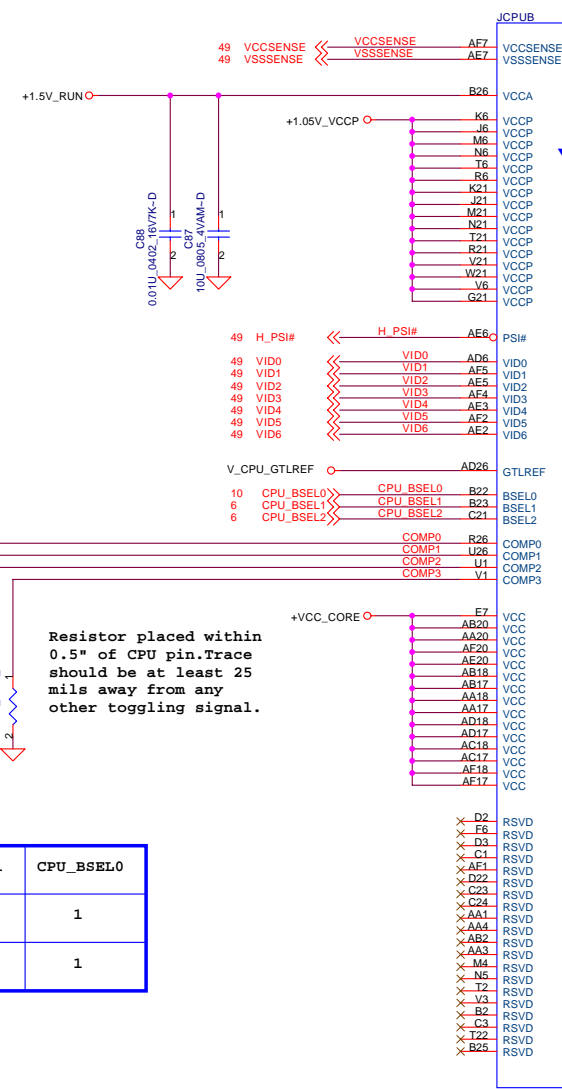 JCPUB
49 VCCSENSE VCCSENSE AF7 VCCSENSE
49 VSSSENSE VSSSENSE AE7 VSSSENSE
+1.5V_RUN B26 VCCA
+1.05V_VCCP K6 VCCP
J6 VCCP
M6 VCCP
N6 VCCP
T6 VCCP
R6 VCCP
K21 VCCP
J21 VCCP
M21 VCCP
N21 VCCP
T21 VCCP
R21 VCCP
V21 VCCP
W21 VCCP
V6 VCCP
G21 VCCP
1 1
2 2
C88
0.01U_0402_16V7K~D
C87
10U_0805_4VAM~D
49 H_PSI# H_PSI# AE6 PSI#
49 VID0 VID0 AD6 VID0
49 VID1 VID1 AF5 VID1
49 VID2 VID2 AE5 VID2
49 VID3 VID3 AF4 VID3
49 VID4 VID4 AE3 VID4
49 VID5 VID5 AF2 VID5
49 VID6 VID6 AE2 VID6
V_CPU_GTLREF AD26 GTLREF
10 CPU_BSEL0 CPU_BSEL0 B22 BSEL0
6 CPU_BSEL1 CPU_BSEL1 B23 BSEL1
6 CPU_BSEL2 CPU_BSEL2 C21 BSEL2
COMP0 R26 COMP0
COMP1 U26 COMP1
COMP2 U1 COMP2
COMP3 V1 COMP3
+VCC_CORE E7 VCC
AB20 VCC
AA20 VCC
AF20 VCC
AE20 VCC
AB18 VCC
AB17 VCC
AA18 VCC
AA17 VCC
AD18 VCC
AD17 VCC
AC18 VCC
AC17 VCC
AF18 VCC
AF17 VCC
Resistor placed within
0.5" of CPU pin.Trace
should be at least 25
mils away from any
other toggling signal.
1
2
D2 RSVD
F6 RSVD
D3 RSVD
C1 RSVD
AF1 RSVD
D22 RSVD
C23 RSVD
C24 RSVD
AA1 RSVD
AA4 RSVD
AB2 RSVD
AA3 RSVD
M4 RSVD
N5 RSVD
T2 RSVD
V3 RSVD
B2 RSVD
C3 RSVD
T22 RSVD
B25 RSVD
CPU_BSEL0
1
1